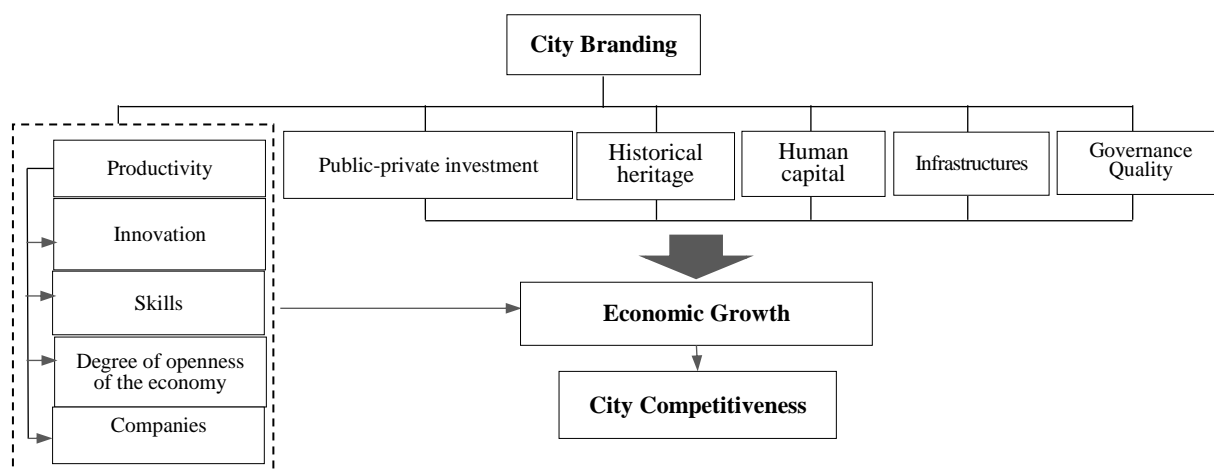 City Branding
Productivity
Innovation
Skills
Degree of openness
of the economy
Companies
Public-private investment
Historical
heritage
Human
capital
Infrastructures
Governance
Quality
Economic Growth
City Competitiveness